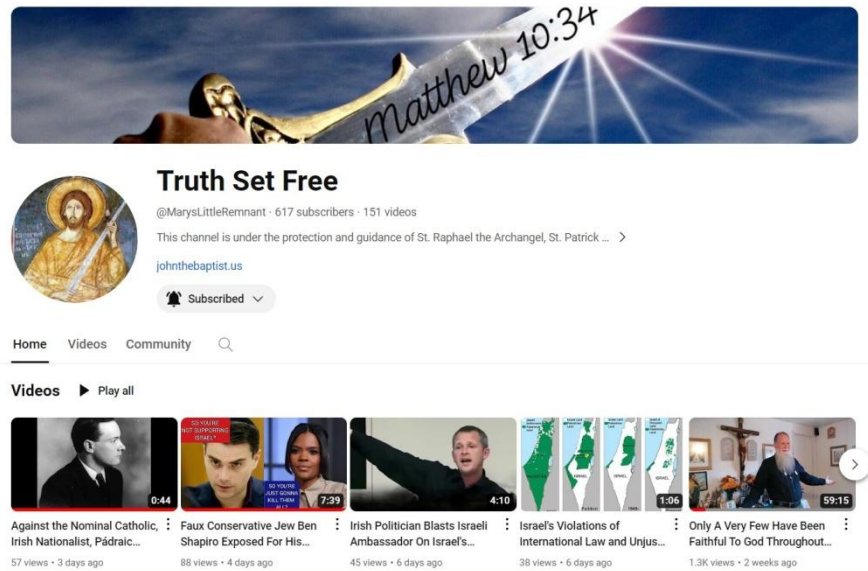 Matthew 10:34
Truth Set Free
@MarysLittleRemnant · 617 subscribers · 151 videos
This channel is under the protection and guidance of St. Raphael the Archangel, St. Patrick ...
johnthebaptist.us
Subscribed
Home Videos Community
Videos Play all
SO YOU'RE
NOT SUPPORTING
ISRAEL?
SO YOU'RE
JUST GONNA
KILL THEM
ALL?
ISRAEL
ISRAEL
ISRAEL
0:44
7:39
4:10
1:06
59:15
Against the Nominal Catholic,
Irish Nationalist, Pádraic...
57 views • 3 days ago
Faux Conservative Jew Ben
Shapiro Exposed For His...
88 views • 4 days ago
Irish Politician Blasts Israeli
Ambassador On Israel's...
45 views • 6 days ago
Israel's Violations of
International Law and Unjus...
38 views • 6 days ago
Only A Very Few Have Been
Faithful To God Throughout...
1.3K views • 2 weeks ago